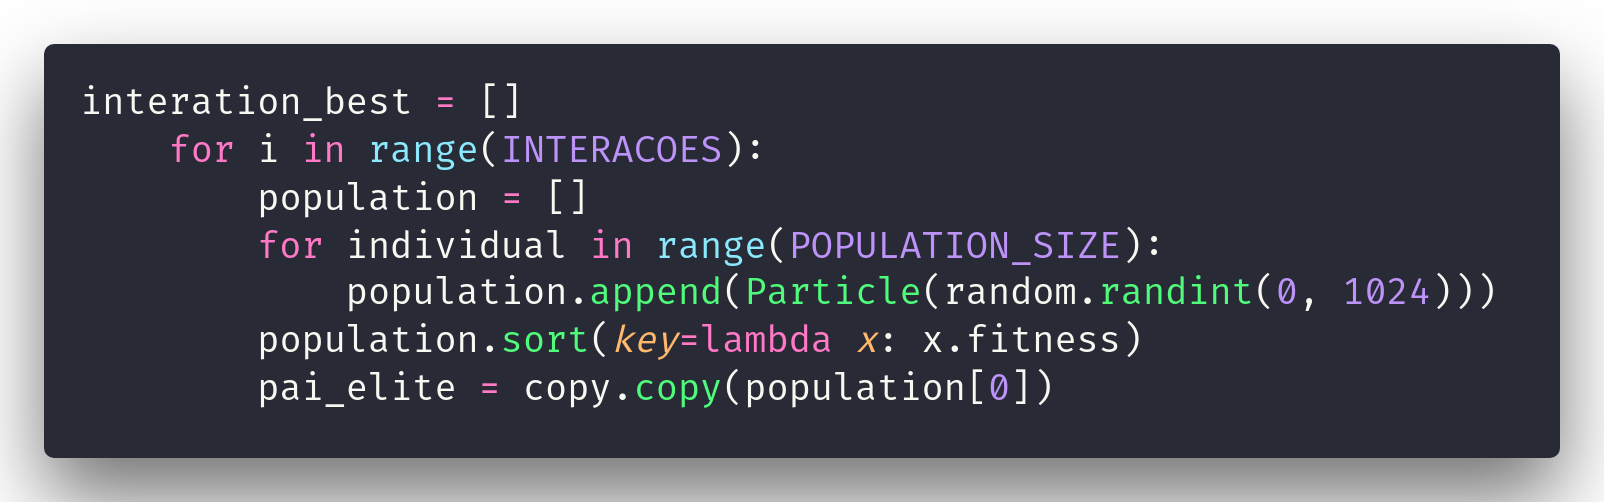 interation_best = []
    for i in range(INTERACOES):
        population = []
        for individual in range(POPULATION_SIZE):
            population.append(Particle(random.randint(0, 1024)))
        population.sort(key=lambda x: x.fitness)
        pai_elite = copy.copy(population[0])